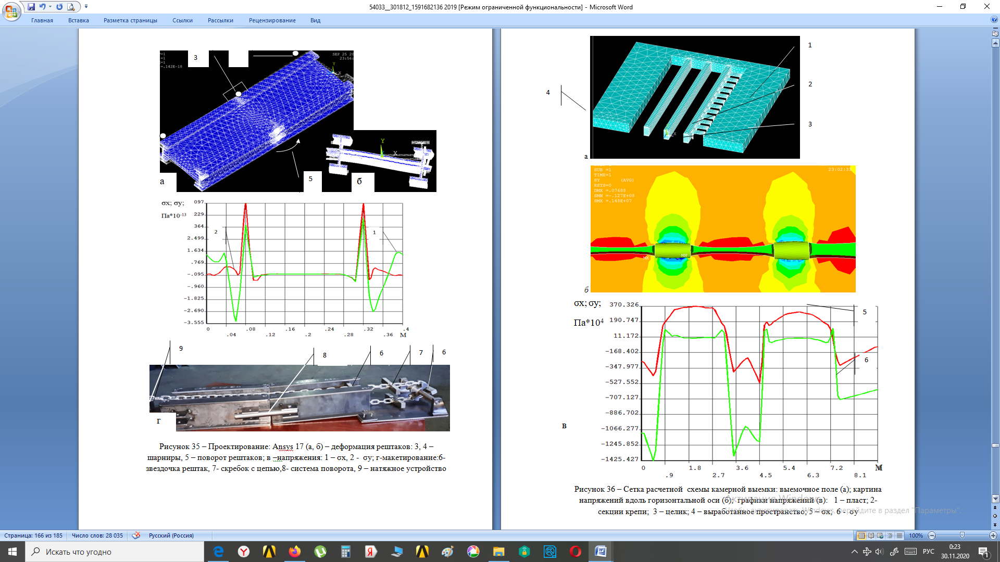 54033__301812_1591682136 2019 [Режим ограниченной функциональности] - Microsoft Word
Главная Вставка Разметка страницы Ссылки Рассылки Рецензирование Вид
3
=1
=1
=1
=.142E-18
SEP 25 20
23:56:
Y
X
5
а
б
Y
X
σx; σy;
Па*10-13
097
229
364
2.499
1.634
.769
-.095
-.960
-1.825
-2.690
-3.555
2
1
0 .08 .16 .2 .24 .32 .4
.04 .12 .28 .36 М
9
8
6
7
6
г
Рисунок 35 – Проектирование: Ansys 17 (а, б) – деформация рештаков: 3, 4 –
шарниры, 5 – поворот рештаков; в –напряжения: 1 – σx, 2 - σy; г-макетирование:6-
звездочка рештак, 7- скребок с цепью,8- система поворота, 9 – натяжное устройство
1
2
3
4
а
SUB =1
TIME=1
SY (AVG)
RSYS=0
DMX =.07688
SMN =-.127E+08
SMX =.148E+07
23:02:33
MX
MN
б
σx; σy;
Па*104
370.326
190.747
11.172
-168.402
-347.977
-527.552
-707.127
-886.702
-1066.277
-1245.852
-1425.427
5
6
в
0 1.8 3.6 5.4 7.2 М
.9 2.7 4.5 6.3 8.1
Рисунок 36 – Сетка расчетной схемы камерной выемки: выемочное поле (а); картина
напряжений вдоль горизонтальной оси (б); графики напряжений (в): 1 – пласт; 2-
секции крепи; 3 – целик; 4 – выработанное пространство; 5 – σx; 6 - σy
Активация Windows
Чтобы активировать Windows, перейдите в раздел "Параметры".
Страница: 166 из 185 Число слов: 28 035 Русский (Россия) 100%
Искать что угодно
РУС
0:23
30.11.2020
1